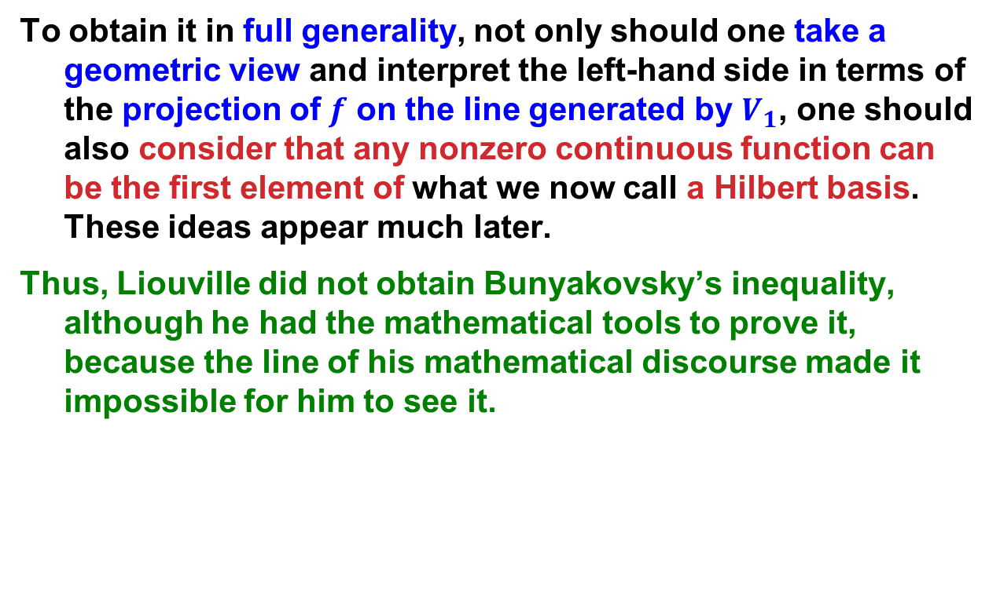 To obtain it in full generality, not only should one take a
geometric view and interpret the left-hand side in terms of
the projection of f on the line generated by V₁, one should
also consider that any nonzero continuous function can
be the first element of what we now call a Hilbert basis.
These ideas appear much later.
Thus, Liouville did not obtain Bunyakovsky’s inequality,
although he had the mathematical tools to prove it,
because the line of his mathematical discourse made it
impossible for him to see it.